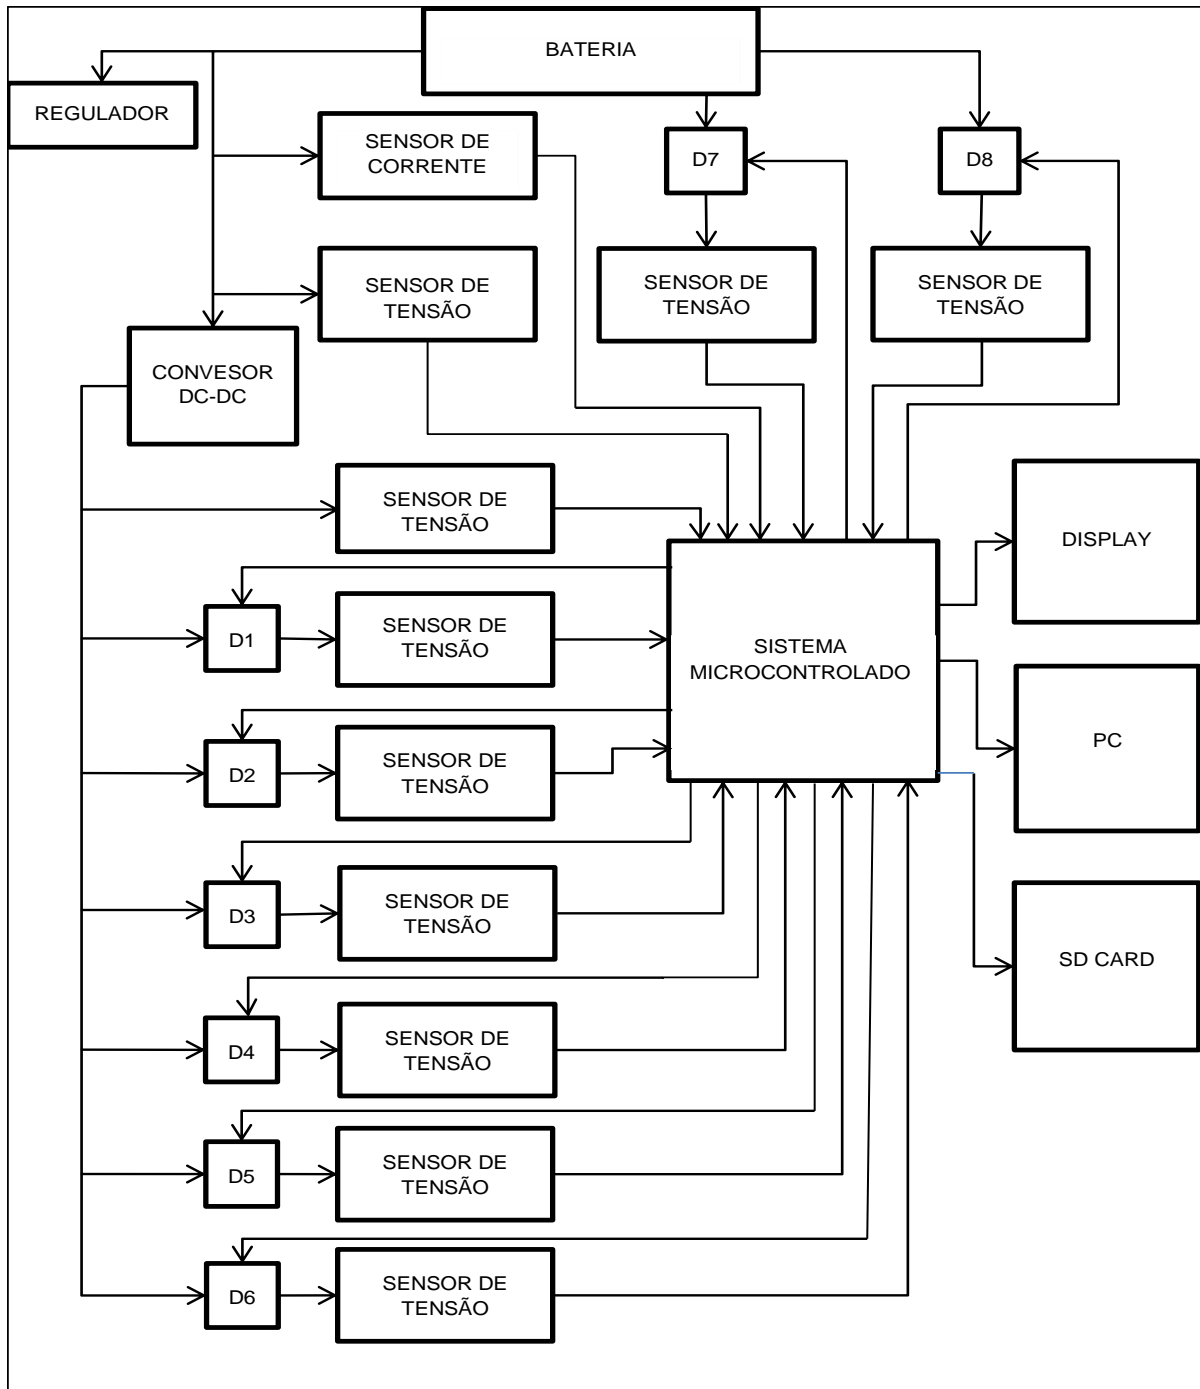 BATERIA
REGULADOR
SENSOR DE
CORRENTE
D7
D8
SENSOR DE
TENSÃO
SENSOR DE
TENSÃO
SENSOR DE
TENSÃO
CONVESOR
DC-DC
SENSOR DE
TENSÃO
DISPLAY
D1
SENSOR DE
TENSÃO
SISTEMA
MICROCONTROLADO
D2
SENSOR DE
TENSÃO
PC
D3
SENSOR DE
TENSÃO
SD CARD
D4
SENSOR DE
TENSÃO
D5
SENSOR DE
TENSÃO
D6
SENSOR DE
TENSÃO